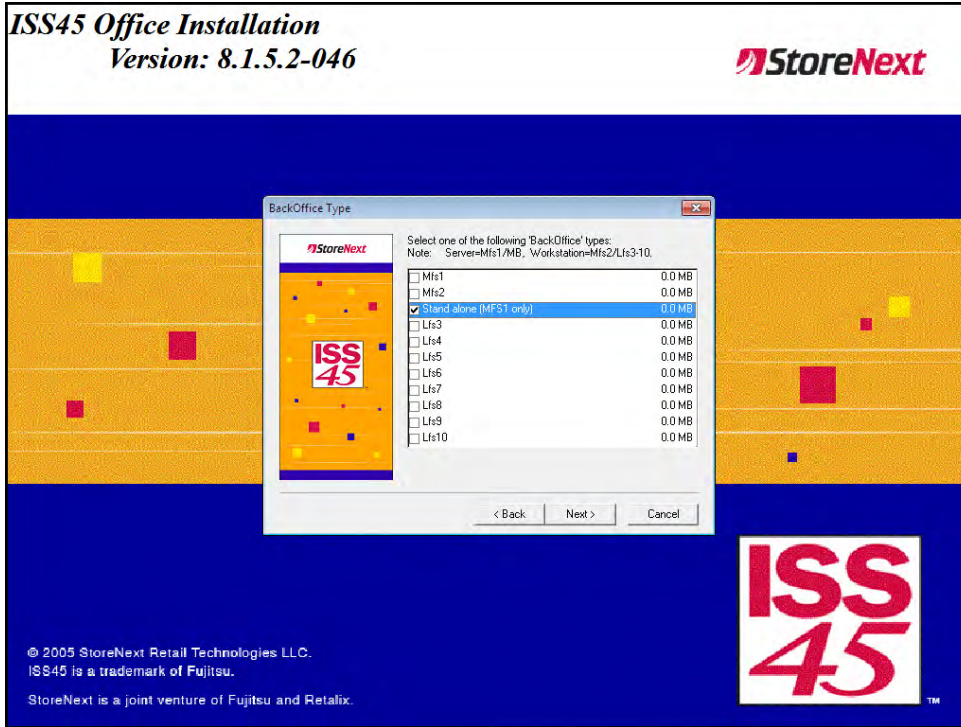 ISS45 Office Installation
Version: 8.1.5.2-046
StoreNext
BackOffice Type
StoreNext
Select one of the following 'BackOffice' types:
Note: Server=Mfs1/MB, Workstation=Mfs2/Lfs3-10.
Mfs1 0.0 MB
Mfs2 0.0 MB
Stand alone (MFS1 only) 0.0 MB
Lfs3 0.0 MB
Lfs4 0.0 MB
Lfs5 0.0 MB
Lfs6 0.0 MB
Lfs7 0.0 MB
Lfs8 0.0 MB
Lfs9 0.0 MB
Lfs10 0.0 MB
ISS
45
< Back Next > Cancel
ISS
45
TM
© 2005 StoreNext Retail Technologies LLC.
ISS45 is a trademark of Fujitsu.
StoreNext is a joint venture of Fujitsu and Retalix.